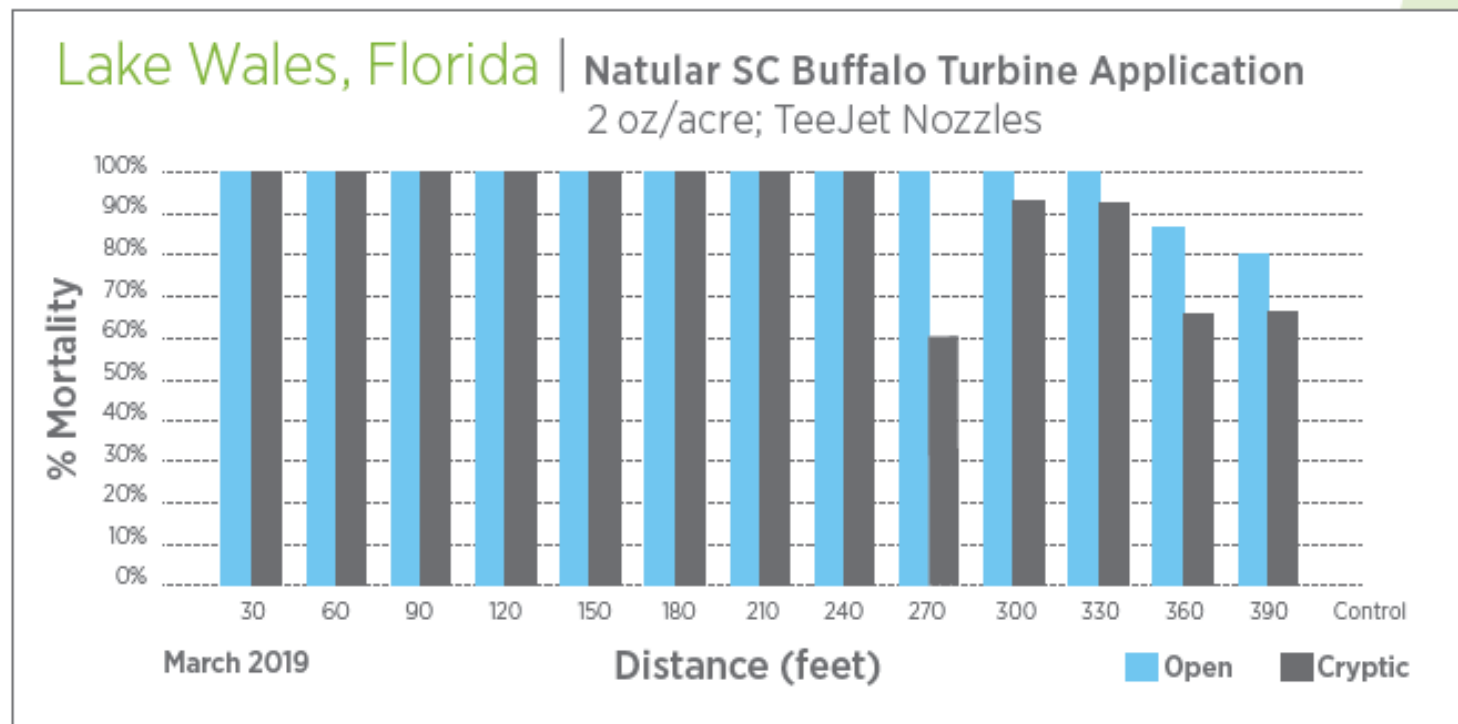 Lake Wales, Florida | Natular SC Buffalo Turbine Application
2 oz/acre; TeeJet Nozzles
100%
90%
80%
70%
60%
50%
40%
30%
20%
10%
0%
% Mortality
30 60 90 120 150 180 210 240 270 300 330 360 390 Control
March 2019 Distance (feet) Open Cryptic